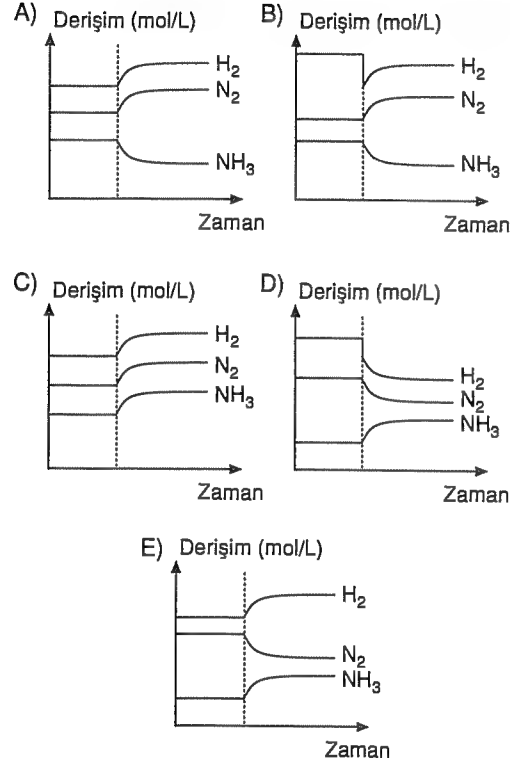 A) Derişim (mol/L)
H₂
N₂
NH₃
Zaman
B) Derişim (mol/L)
H₂
N₂
NH₃
Zaman
C) Derişim (mol/L)
H₂
N₂
NH₃
Zaman
D) Derişim (mol/L)
H₂
N₂
NH₃
Zaman
E) Derişim (mol/L)
H₂
N₂
NH₃
Zaman